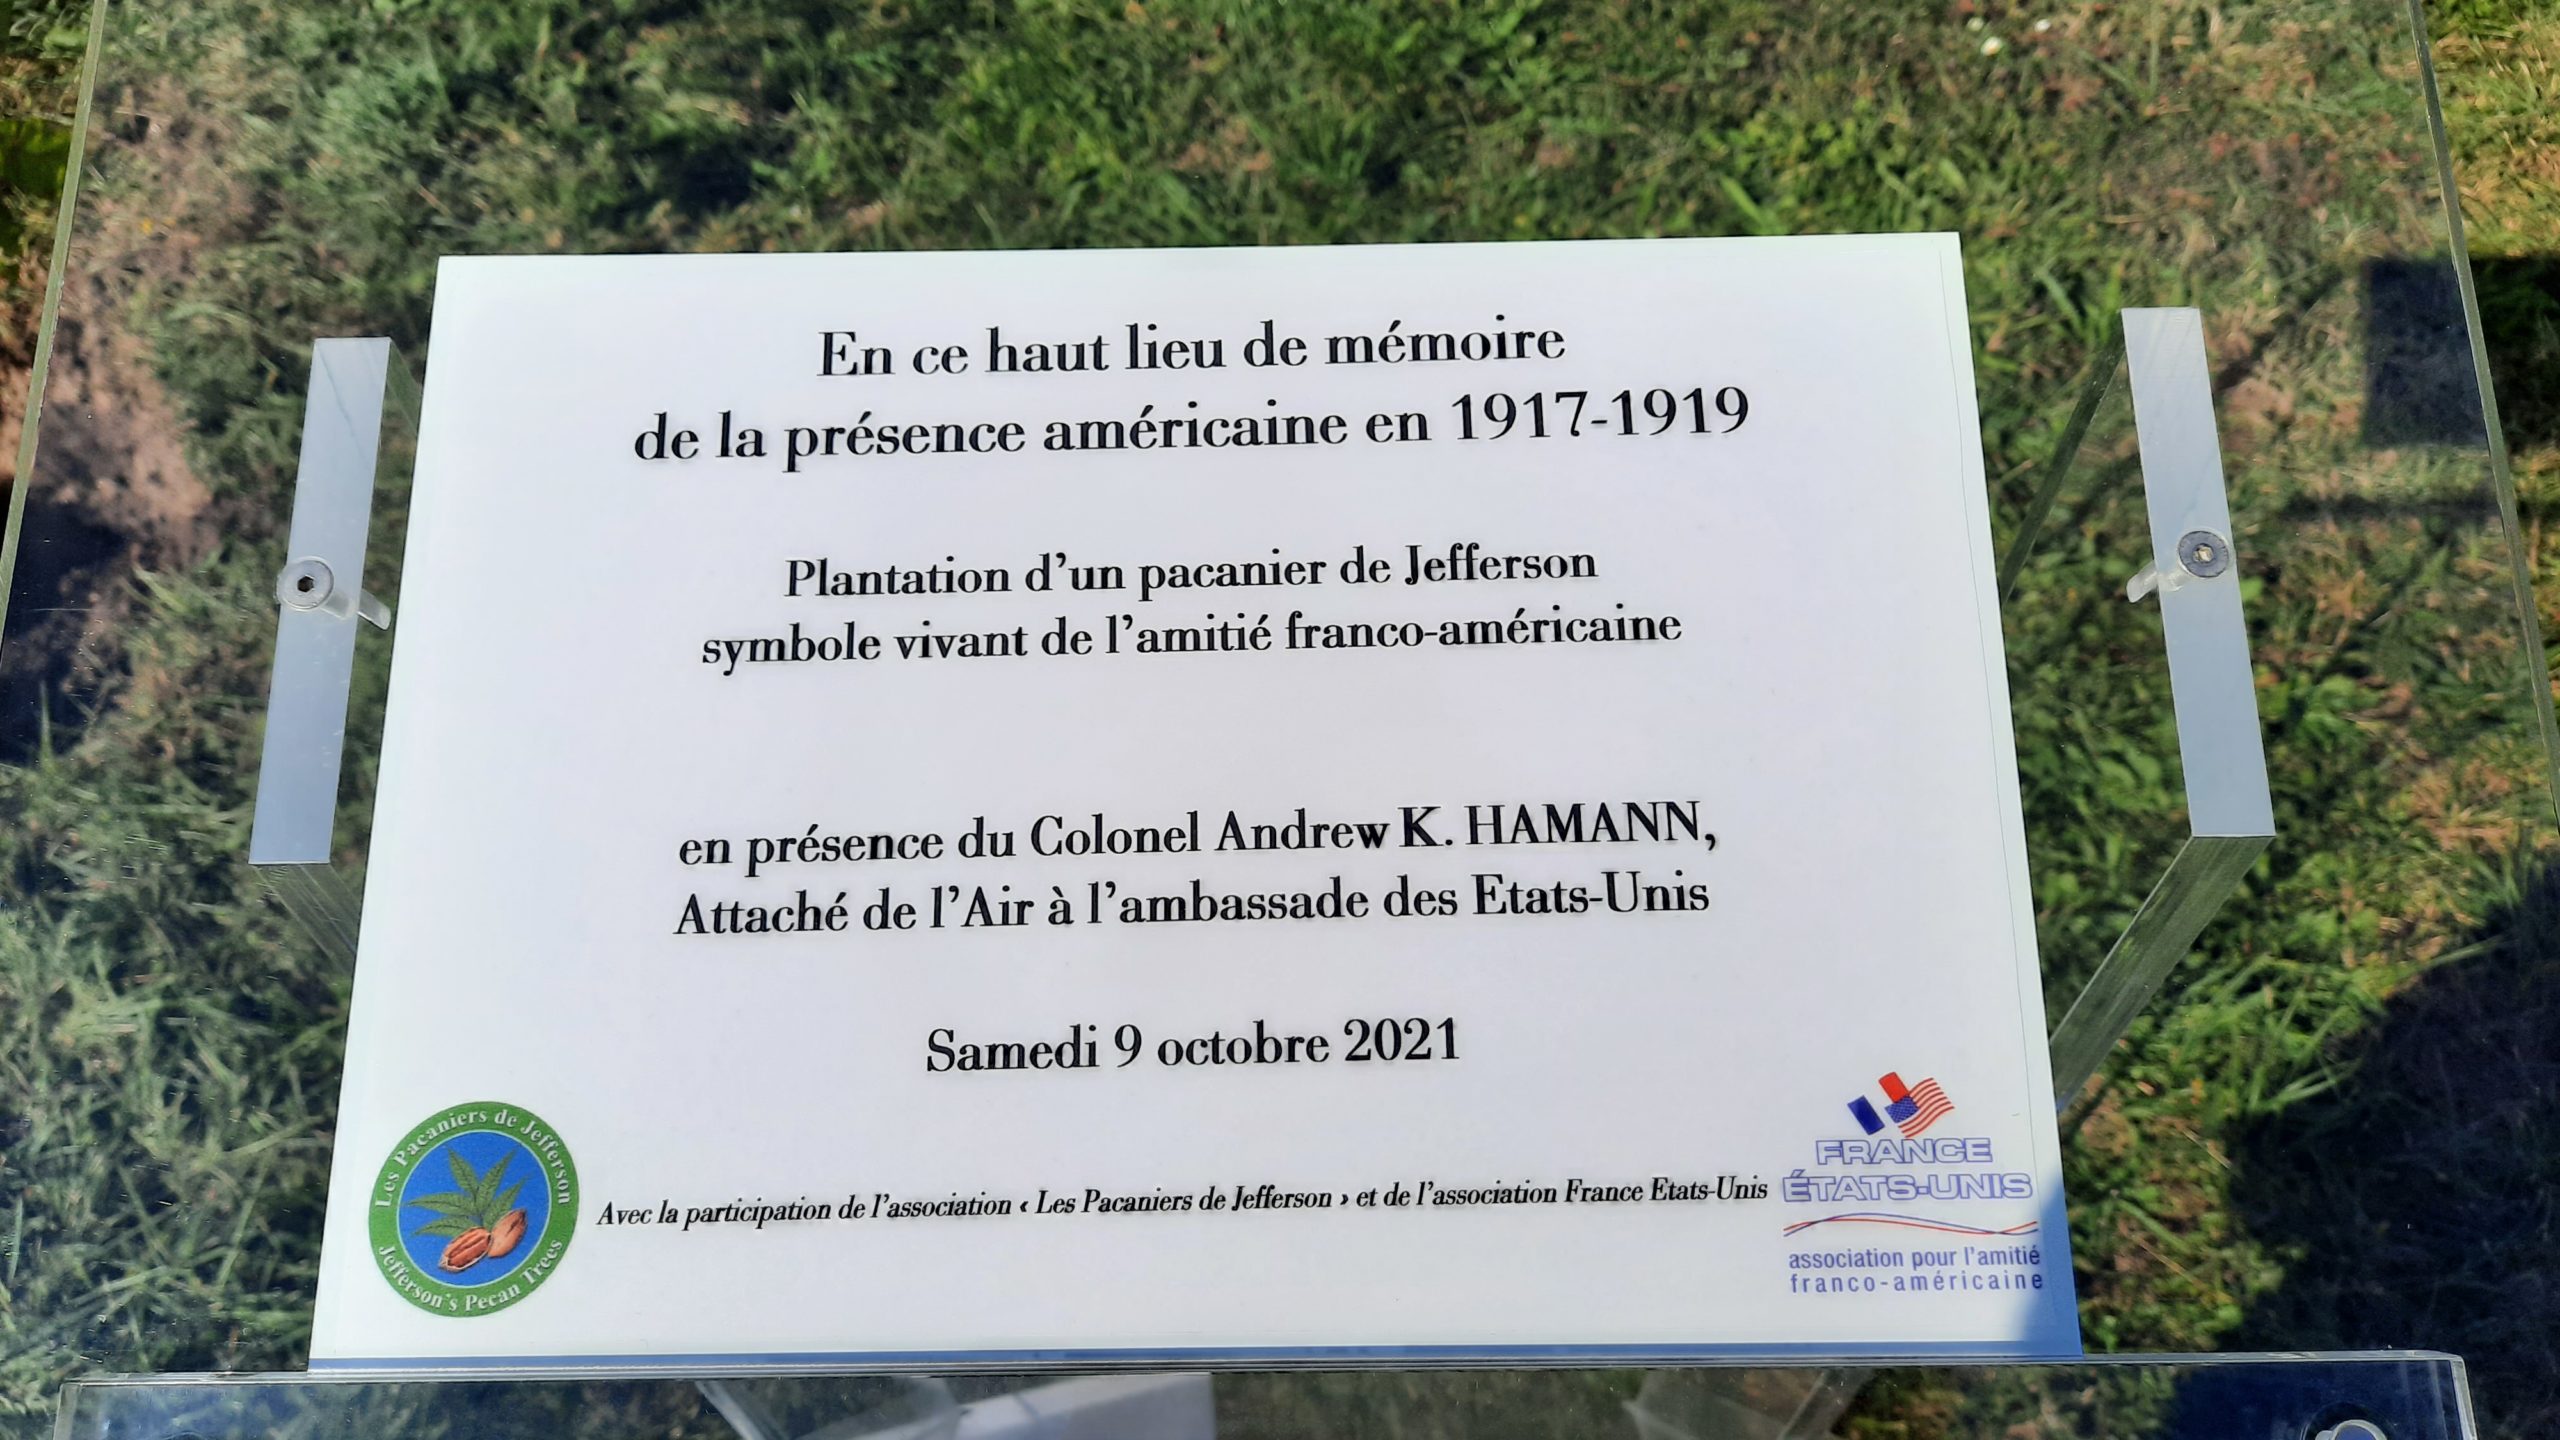 En ce haut lieu de mémoire
de la présence américaine en 1917-1919
Plantation d'un pacanier de Jefferson
symbole vivant de l'amitié franco-américaine
en présence du Colonel Andrew K. HAMANN,
Attaché de l'Air à l'ambassade des Etats-Unis
Samedi 9 octobre 2021
Les Pacaniers de Jefferson
Jefferson's Pecan Trees
Avec la participation de l'association « Les Pacaniers de Jefferson » et de l'association France Etats-Unis
FRANCE
ÉTATS-UNIS
association pour l'amitié
franco-américaine